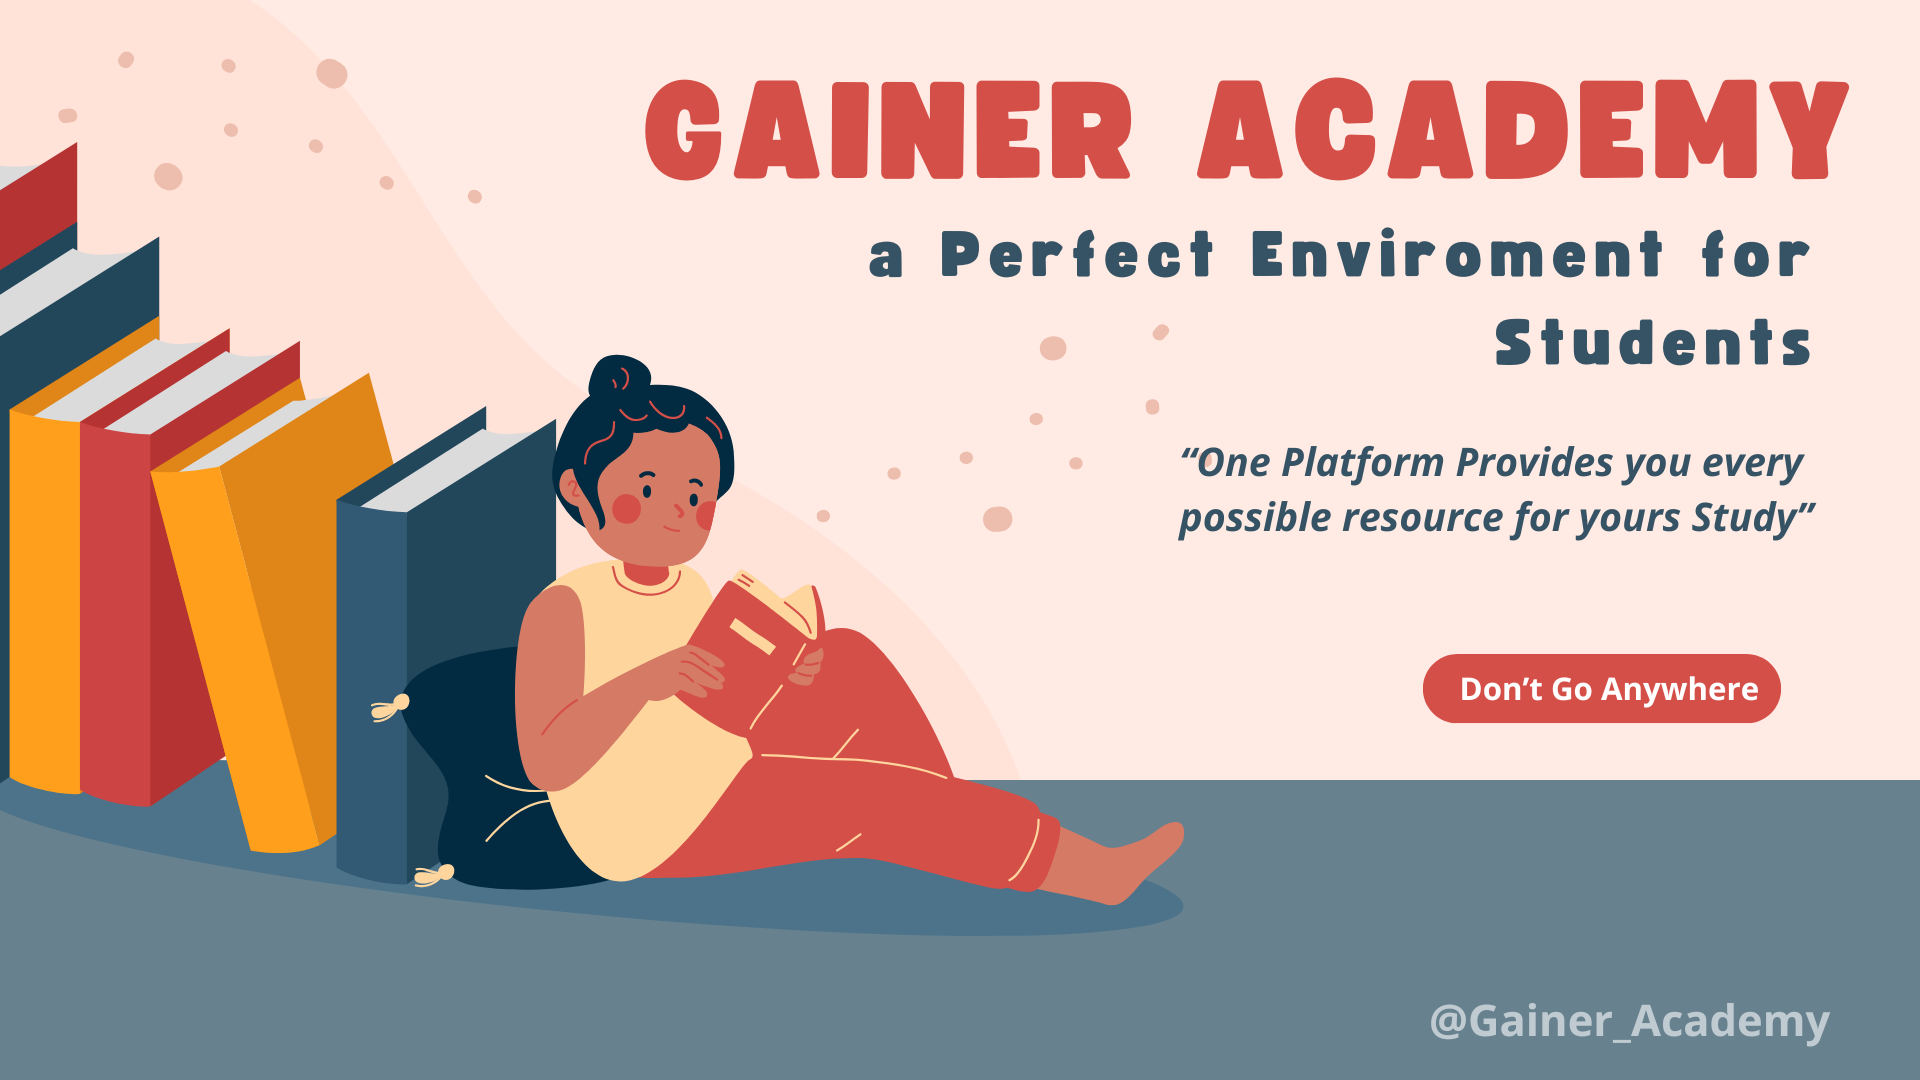 GAINER ACADEMY
a Perfect Enviroment for
Students
“One Platform Provides you every
possible resource for yours Study”
Don’t Go Anywhere
@Gainer_Academy